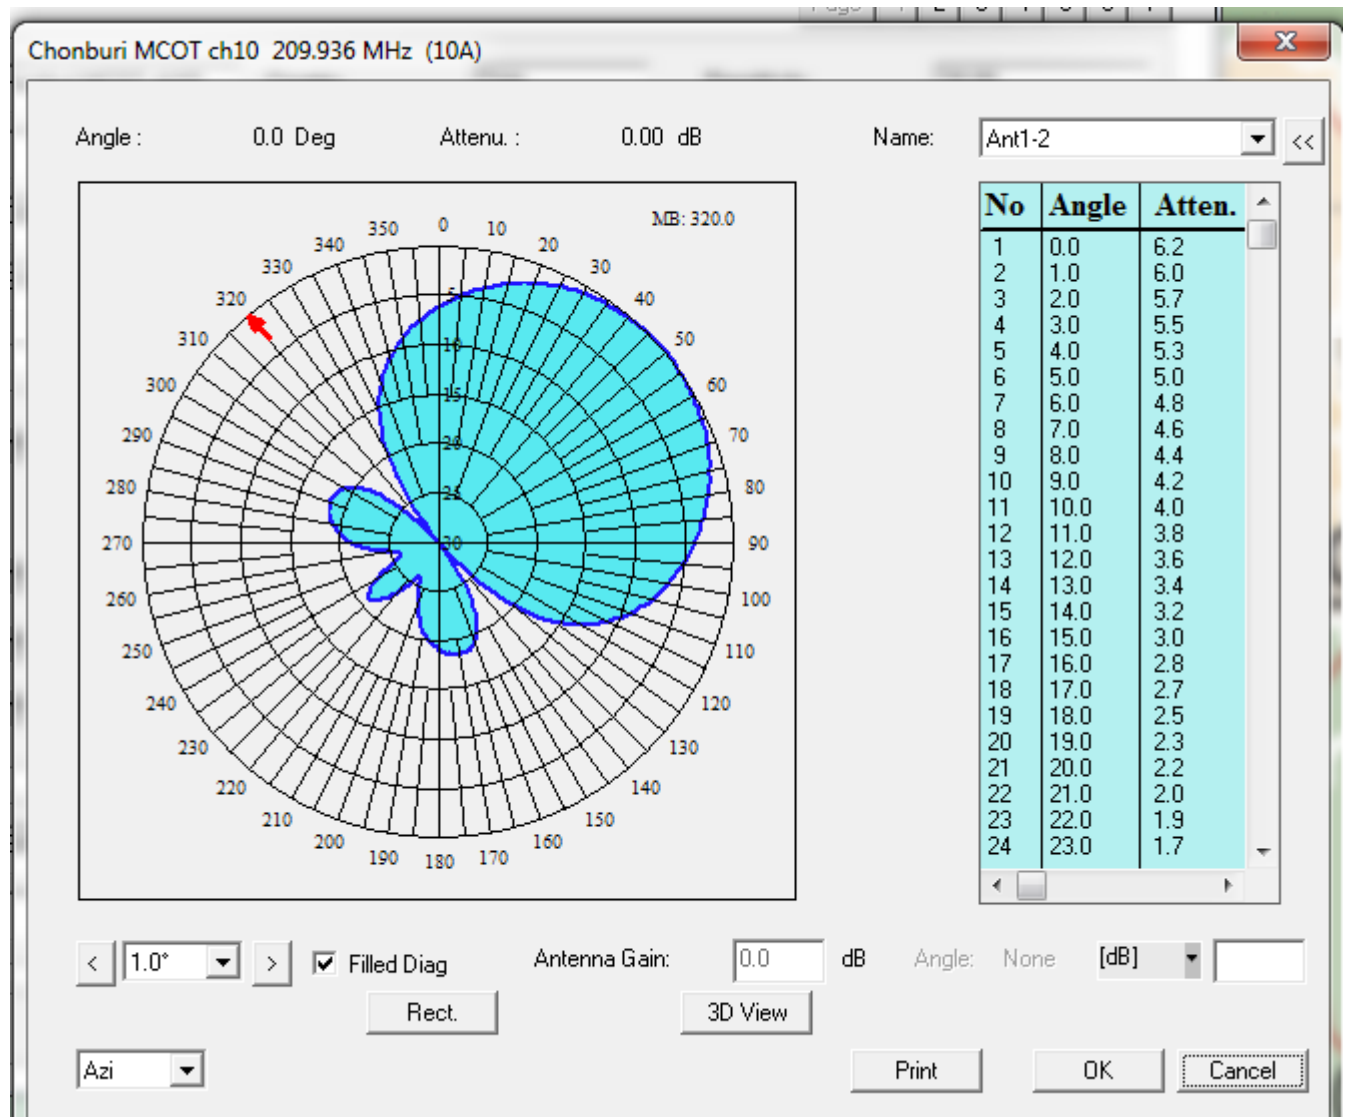 Page 1 2 3 4 5 6 7
Chonburi MCOT ch10 209.936 MHz (10A)
Angle : 0.0 Deg Attenu. : 0.00 dB Name: Ant1-2 <<
MB: 320.0
0 10 20 30 40 50 60 70 80 90 100 110 120 130 140 150 160 170 180 190 200 210 220 230 240 250 260 270 280 290 300 310 320 330 340 350
5
10
15
20
25
30
No Angle Atten.
1 0.0 6.2
2 1.0 6.0
3 2.0 5.7
4 3.0 5.5
5 4.0 5.3
6 5.0 5.0
7 6.0 4.8
8 7.0 4.6
9 8.0 4.4
10 9.0 4.2
11 10.0 4.0
12 11.0 3.8
13 12.0 3.6
14 13.0 3.4
15 14.0 3.2
16 15.0 3.0
17 16.0 2.8
18 17.0 2.7
19 18.0 2.5
20 19.0 2.3
21 20.0 2.2
22 21.0 2.0
23 22.0 1.9
24 23.0 1.7
< 1.0° > Filled Diag Antenna Gain: 0.0 dB Angle: None [dB]
Rect. 3D View
Azi Print OK Cancel